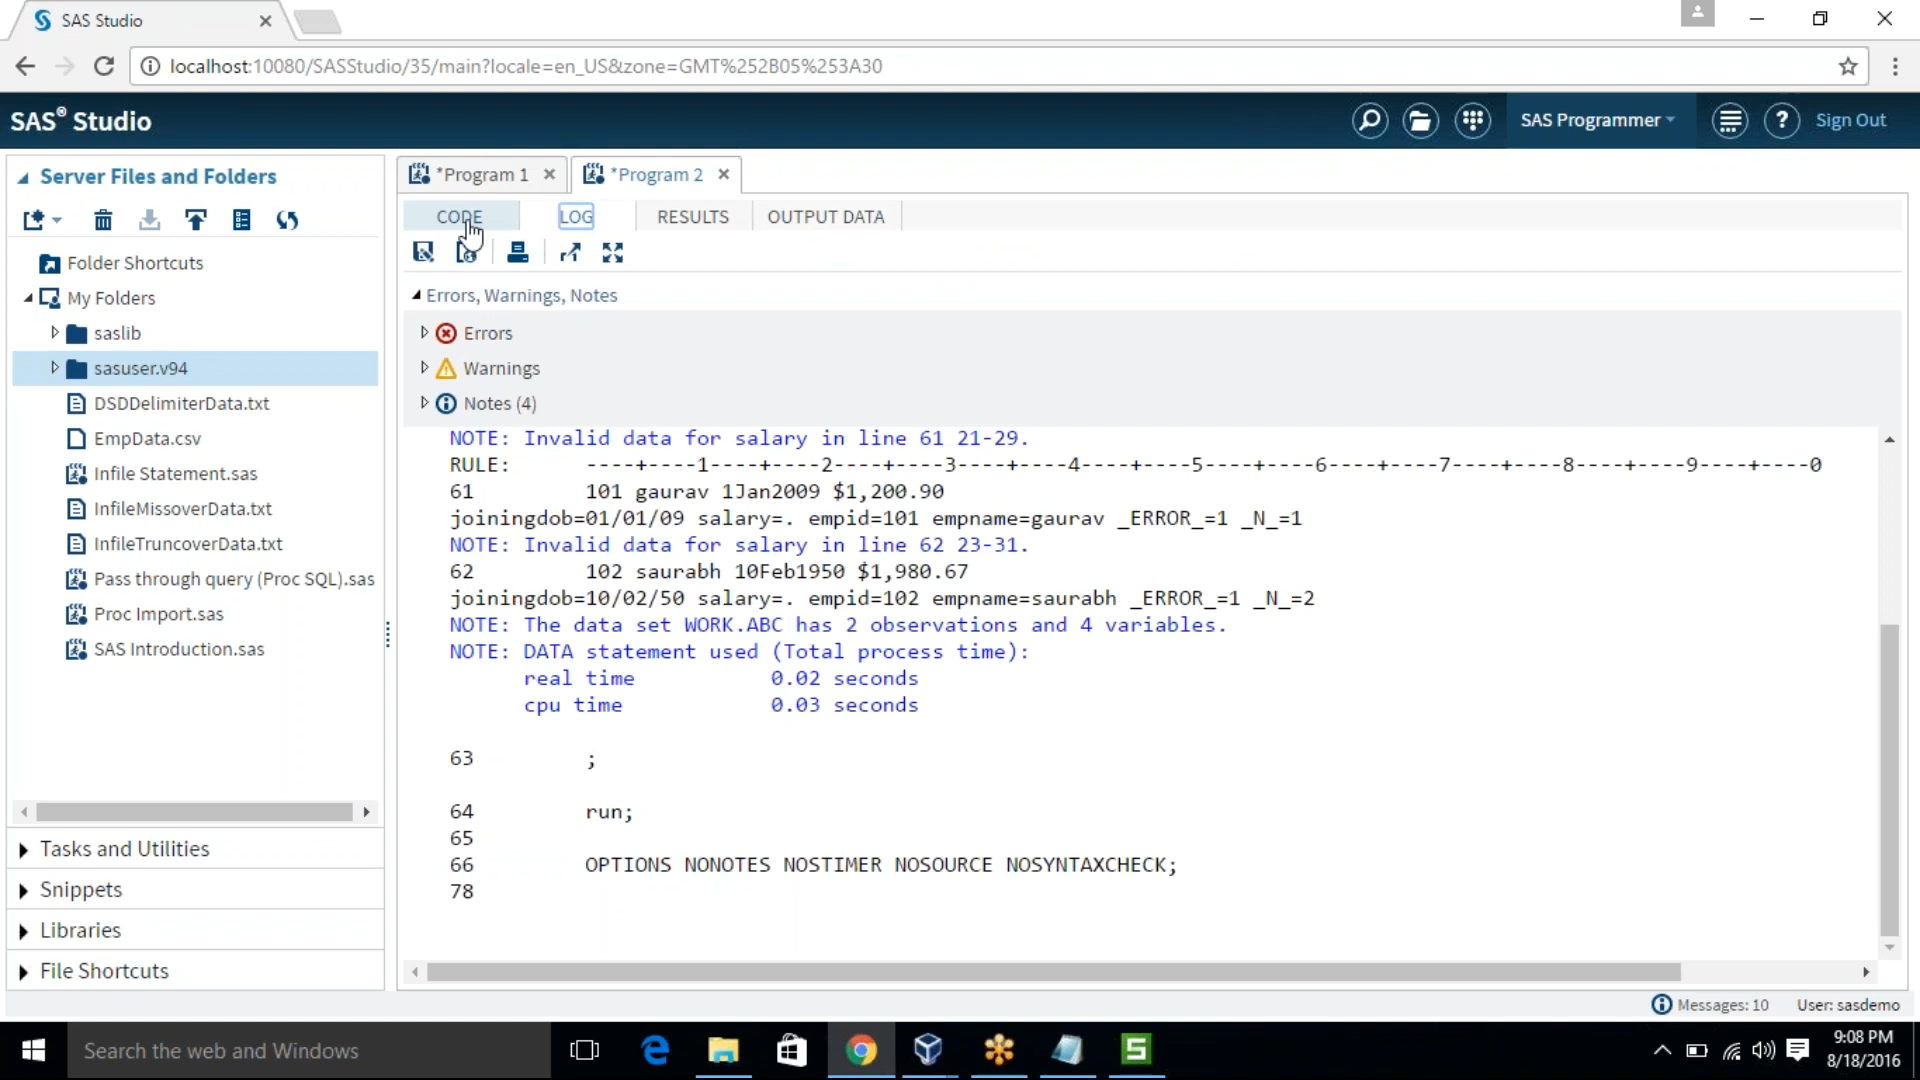 SAS Studio
localhost:10080/SASStudio/35/main?locale=en_US&zone=GMT%252B05%253A30
SAS® Studio
SAS Programmer
Sign Out
Server Files and Folders
Folder Shortcuts
My Folders
saslib
sasuser.v94
DSDDelimiterData.txt
EmpData.csv
Infile Statement.sas
InfileMissoverData.txt
InfileTruncoverData.txt
Pass through query (Proc SQL).sas
Proc Import.sas
SAS Introduction.sas
Tasks and Utilities
Snippets
Libraries
File Shortcuts
*Program 1
*Program 2
CODE
LOG
RESULTS
OUTPUT DATA
Errors, Warnings, Notes
Errors
Warnings
Notes (4)
NOTE: Invalid data for salary in line 61 21-29.
RULE: ----+----1----+----2----+----3----+----4----+----5----+----6----+----7----+----8----+----9----+----0
61 101 gaurav 1Jan2009 $1,200.90
joiningdob=01/01/09 salary=. empid=101 empname=gaurav _ERROR_=1 _N_=1
NOTE: Invalid data for salary in line 62 23-31.
62 102 saurabh 10Feb1950 $1,980.67
joiningdob=10/02/50 salary=. empid=102 empname=saurabh _ERROR_=1 _N_=2
NOTE: The data set WORK.ABC has 2 observations and 4 variables.
NOTE: DATA statement used (Total process time):
real time 0.02 seconds
cpu time 0.03 seconds
63 ;
64 run;
65
66 OPTIONS NONOTES NOSTIMER NOSOURCE NOSYNTAXCHECK;
78
Messages: 10
User: sasdemo
Search the web and Windows
9:08 PM
8/18/2016